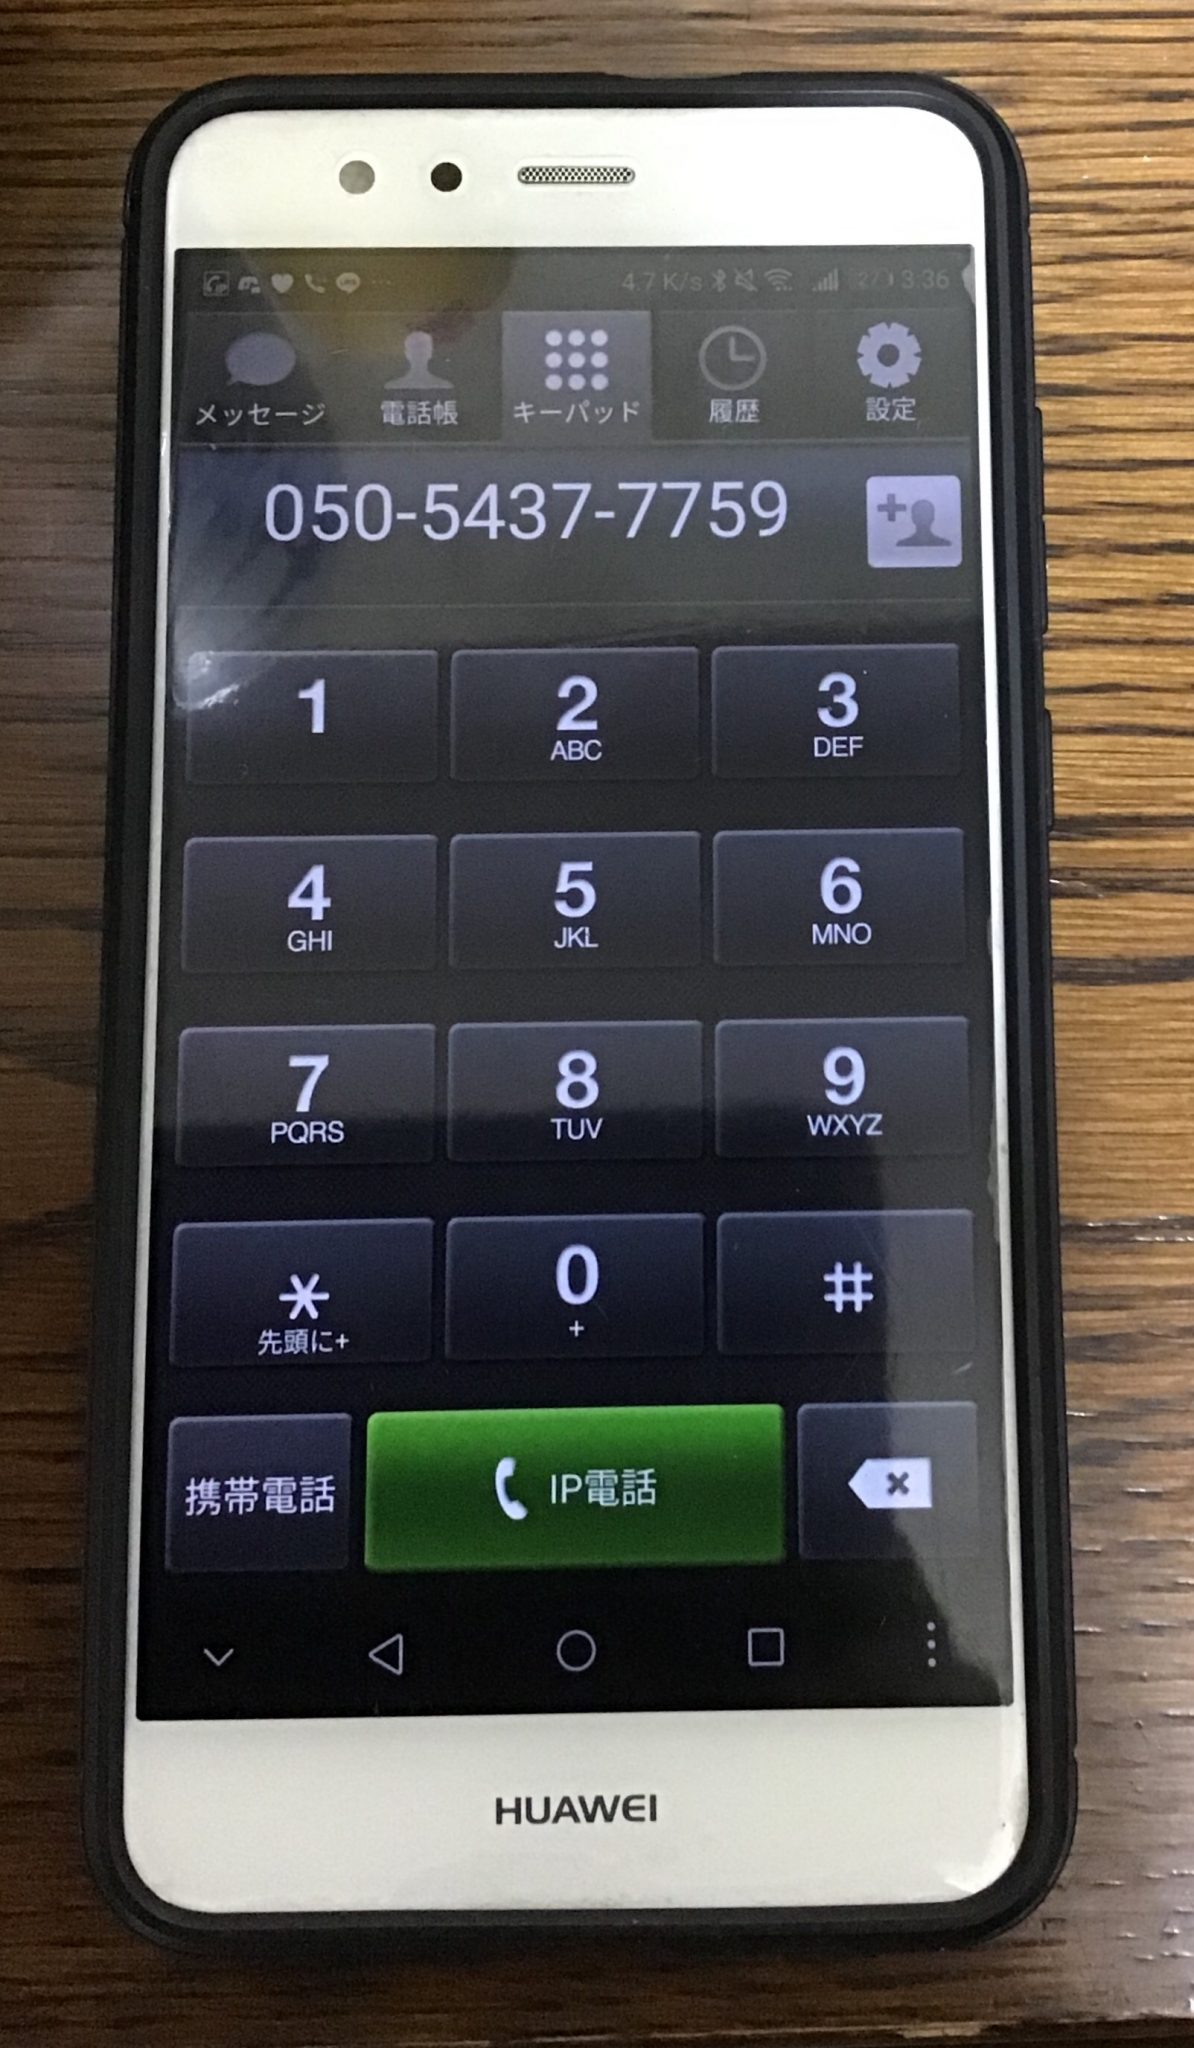 4.7 K/s 3:36
メッセージ 電話帳 キーパッド 履歴 設定
050-5437-7759
1 2 3
ABC DEF
4 5 6
GHI JKL MNO
7 8 9
PQRS TUV WXYZ
* 0 #
先頭に+ +
携帯電話 IP電話
HUAWEI